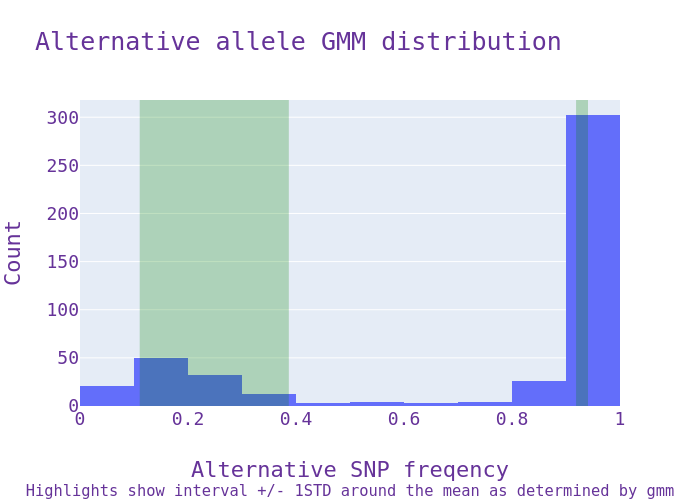 Alternative allele GMM distribution
Count
300
250
200
150
100
50
0
0 0.2 0.4 0.6 0.8 1
Alternative SNP freqency
Highlights show interval +/- 1STD around the mean as determined by gmm